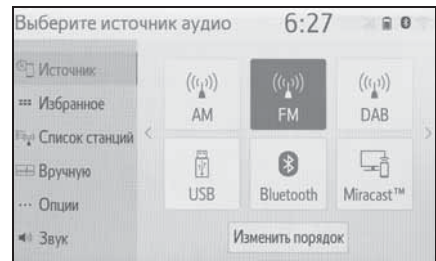 Выберите источник аудио 6:27
Источник
Избранное
Список станций
Вручную
Опции
Звук
AM
FM
DAB
USB
Bluetooth
Miracast™
Изменить порядок